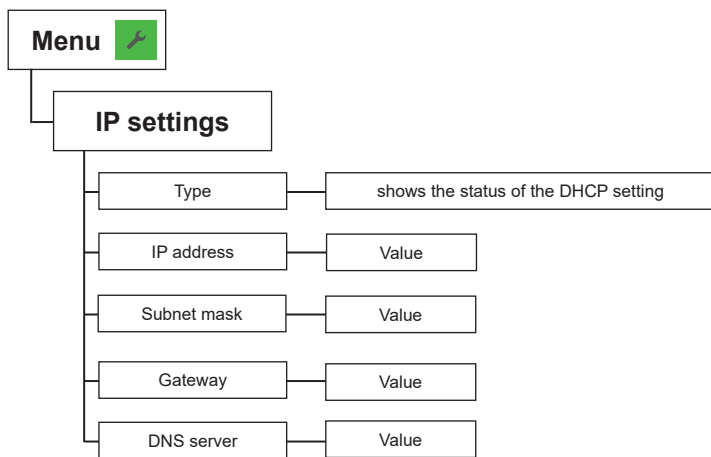 Menu
IP settings
Type
shows the status of the DHCP setting
IP address
Value
Subnet mask
Value
Gateway
Value
DNS server
Value